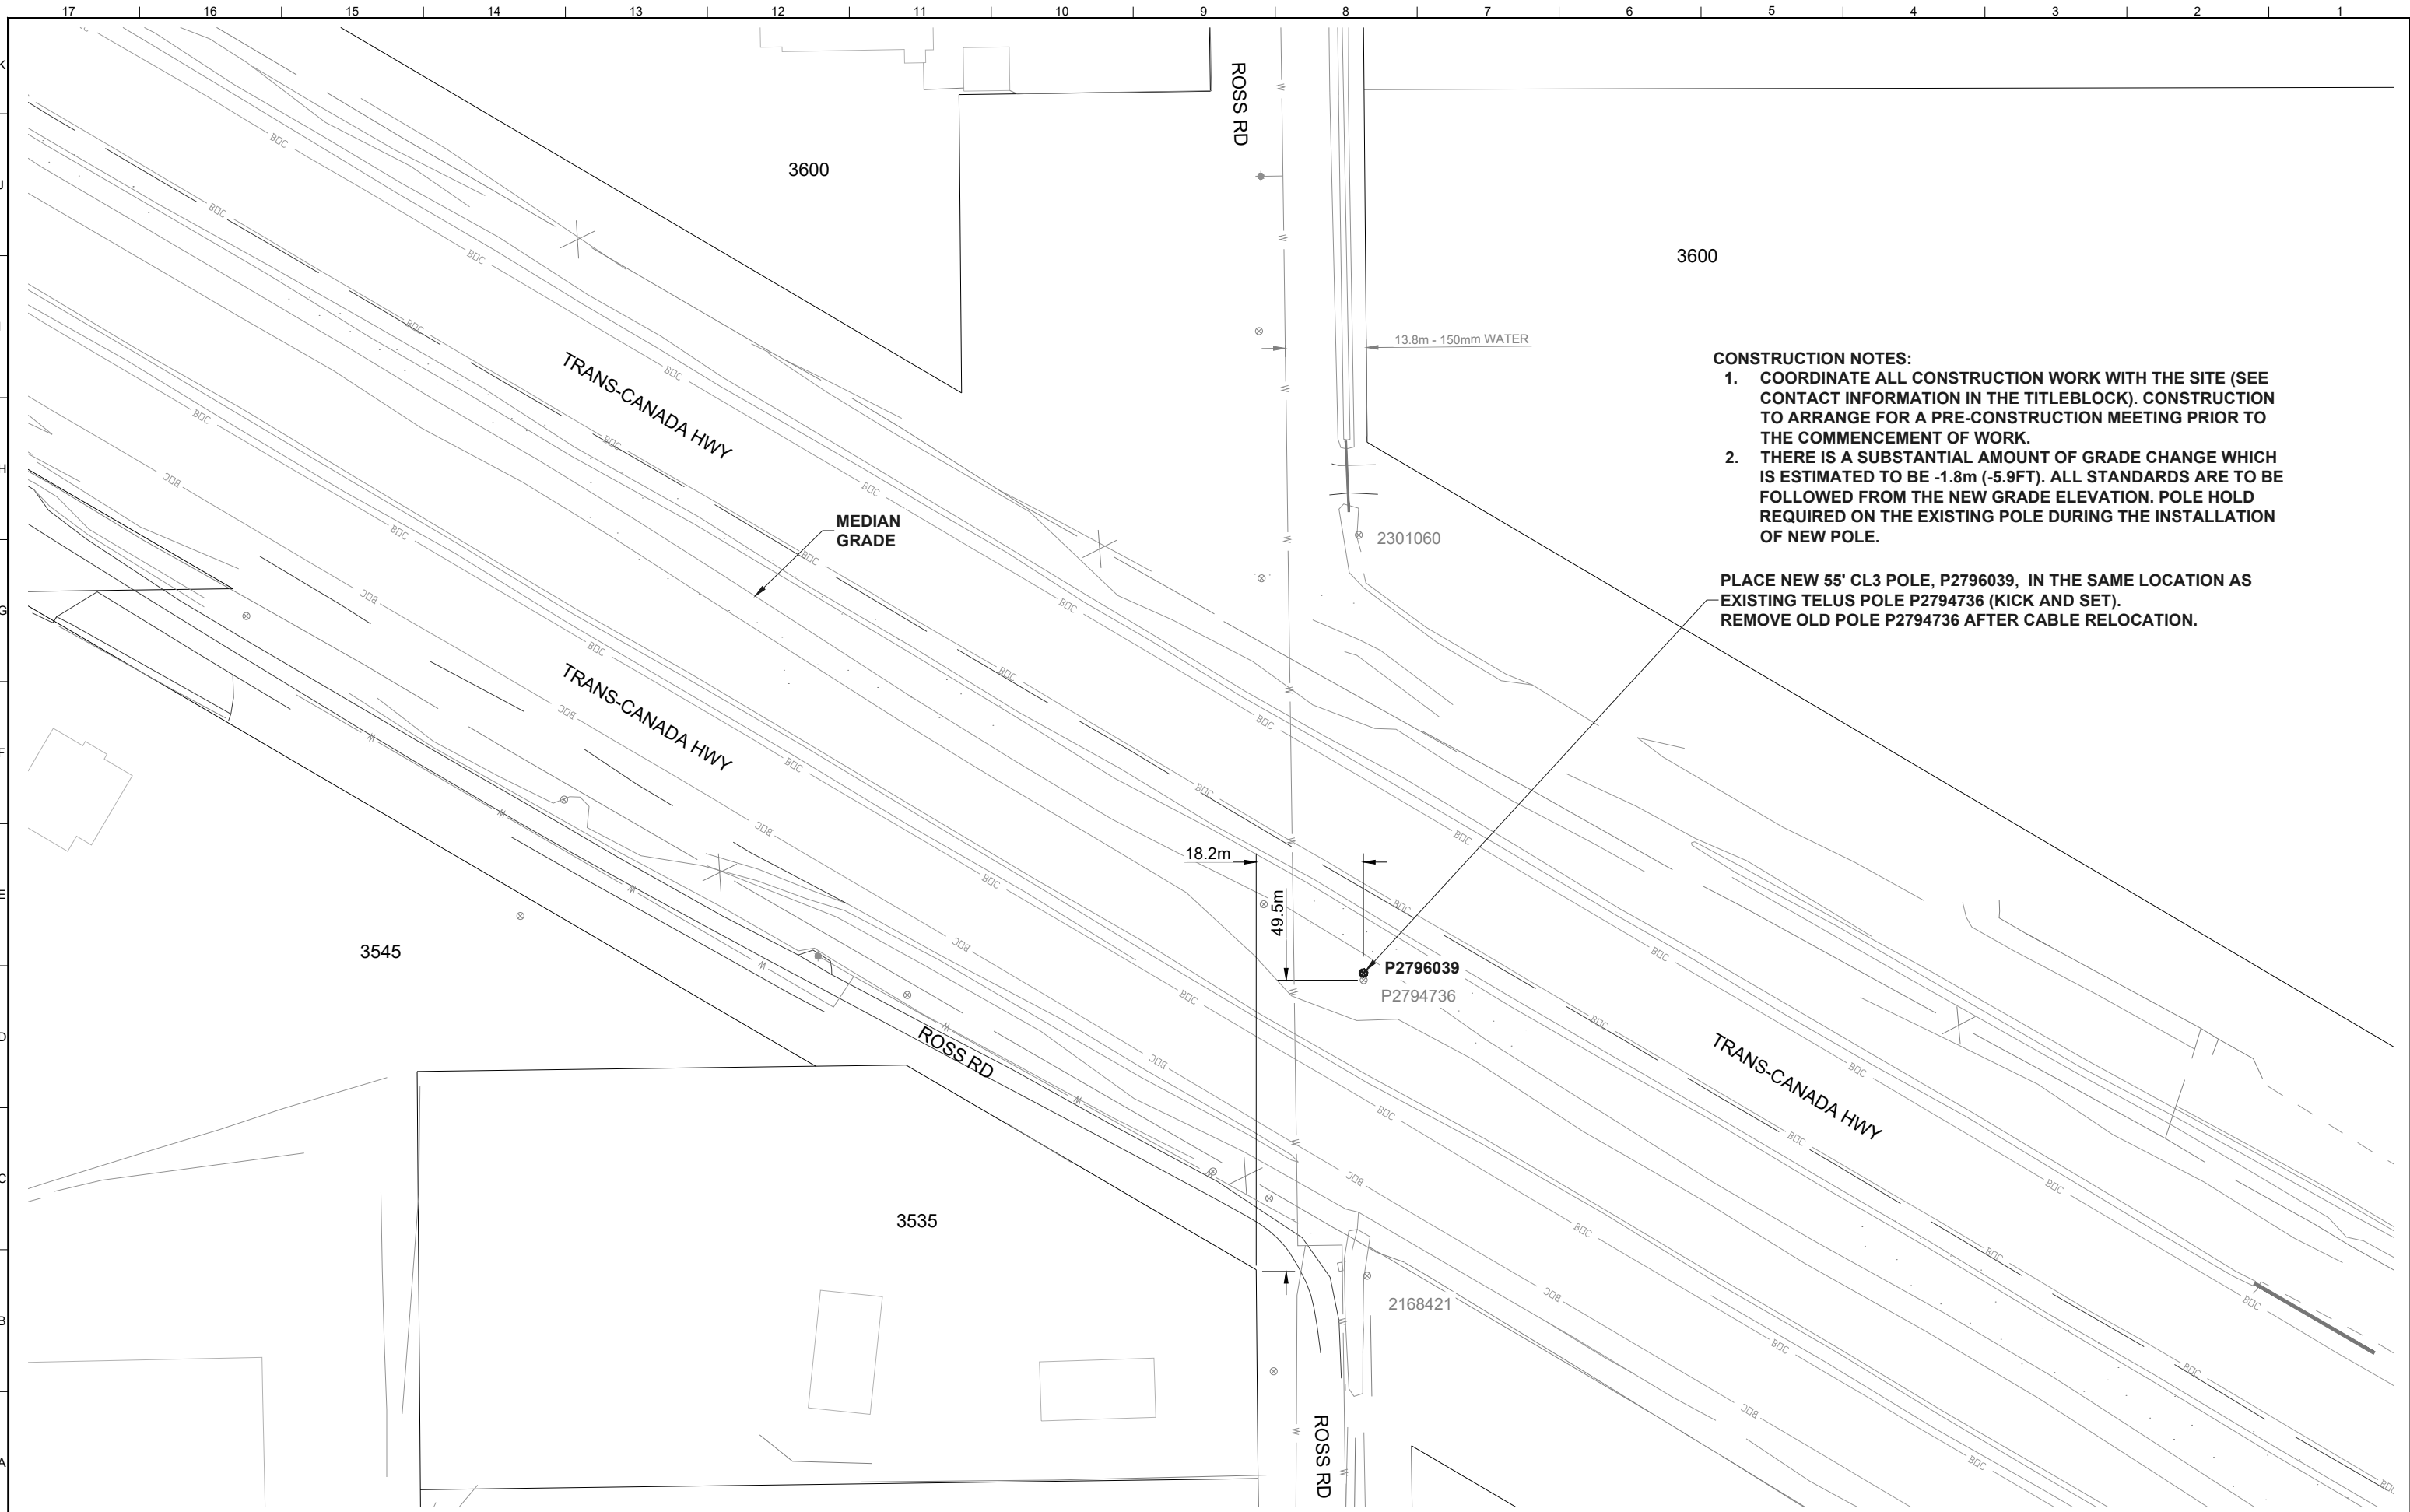 17 16 15 14 13 12 11 10 9 8 7 6 5 4 3 2 1
K
J
H
G
F
E
D
C
B
A
ROSS RD
3600
3600
13.8m - 150mm WATER
TRANS-CANADA HWY
CONSTRUCTION NOTES:
1. COORDINATE ALL CONSTRUCTION WORK WITH THE SITE (SEE
CONTACT INFORMATION IN THE TITLEBLOCK). CONSTRUCTION
TO ARRANGE FOR A PRE-CONSTRUCTION MEETING PRIOR TO
THE COMMENCEMENT OF WORK.
2. THERE IS A SUBSTANTIAL AMOUNT OF GRADE CHANGE WHICH
IS ESTIMATED TO BE -1.8m (-5.9FT). ALL STANDARDS ARE TO BE
FOLLOWED FROM THE NEW GRADE ELEVATION. POLE HOLD
REQUIRED ON THE EXISTING POLE DURING THE INSTALLATION
OF NEW POLE.
MEDIAN
GRADE
2301060
PLACE NEW 55' CL3 POLE, P2796039, IN THE SAME LOCATION AS
EXISTING TELUS POLE P2794736 (KICK AND SET).
REMOVE OLD POLE P2794736 AFTER CABLE RELOCATION.
TRANS-CANADA HWY
18.2m
49.5m
3545
P2796039
P2794736
ROSS RD
TRANS-CANADA HWY
3535
2168421
ROSS RD